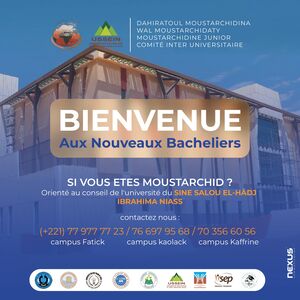 USSEIN
DAHIRATOUL MOUSTARCHIDINA
WAL MOUSTARCHIDATY
MOUSTARCHIDINE JUNIOR
COMITÉ INTER UNIVERSITAIRE
BIENVENUE
Aux Nouveaux Bacheliers
SI VOUS ETES MOUSTARCHID ?
Orienté au conseil de l'université du SINE SALOU EL-HÂDJ
IBRAHIMA NIASS
contactez nous :
(+221) 77 977 77 23 / 76 697 95 68 / 70 356 60 56
campus Fatick campus kaolack campus Kaffrine
NEXUS